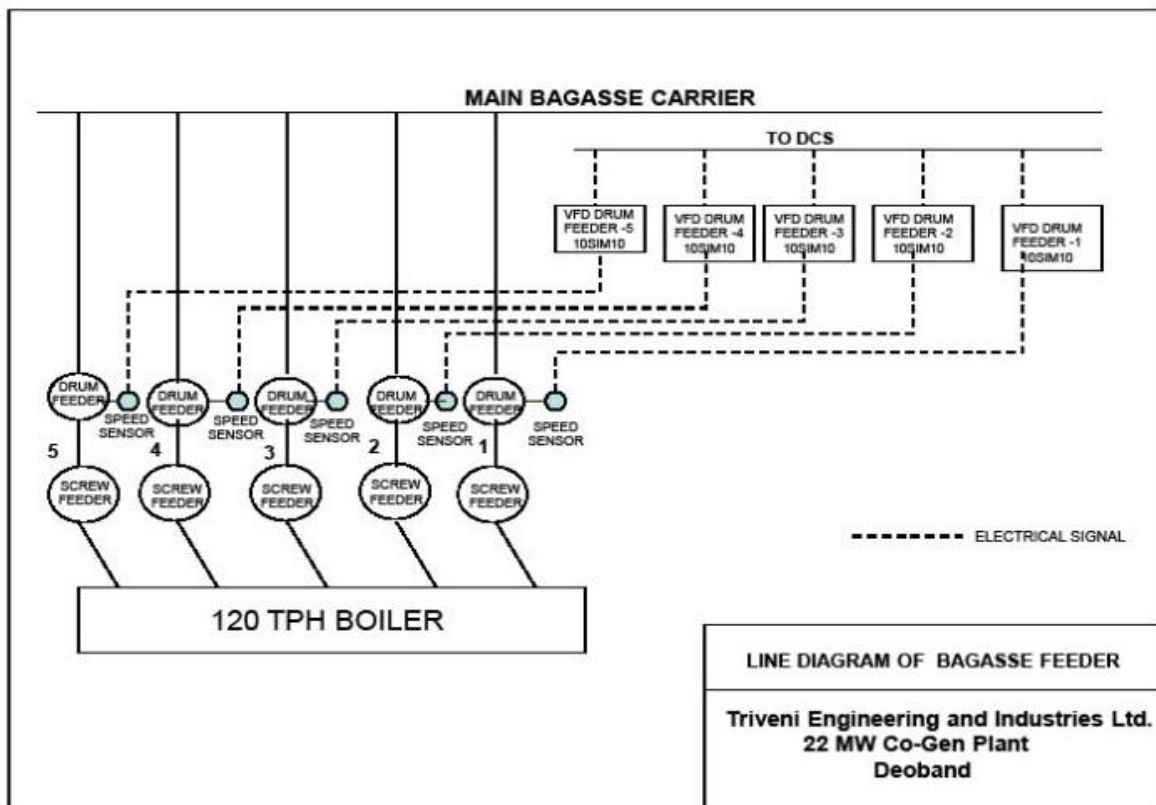 MAIN BAGASSE CARRIER
TO DCS
VFD DRUM
FEEDER -5
10SIM10
VFD DRUM
FEEDER -4
10SIM10
VFD DRUM
FEEDER -3
10SIM10
VFD DRUM
FEEDER -2
10SIM10
VFD DRUM
FEEDER -1
10SIM10
DRUM
FEEDER
SPEED
SENSOR
DRUM
FEEDER
SPEED
SENSOR
DRUM
FEEDER
SPEED
SENSOR
DRUM
FEEDER
SPEED
SENSOR
DRUM
FEEDER
SPEED
SENSOR
5
4
3
2
1
SCREW
FEEDER
SCREW
FEEDER
SCREW
FEEDER
SCREW
FEEDER
SCREW
FEEDER
ELECTRICAL SIGNAL
120 TPH BOILER
LINE DIAGRAM OF BAGASSE FEEDER
Triveni Engineering and Industries Ltd.
22 MW Co-Gen Plant
Deoband